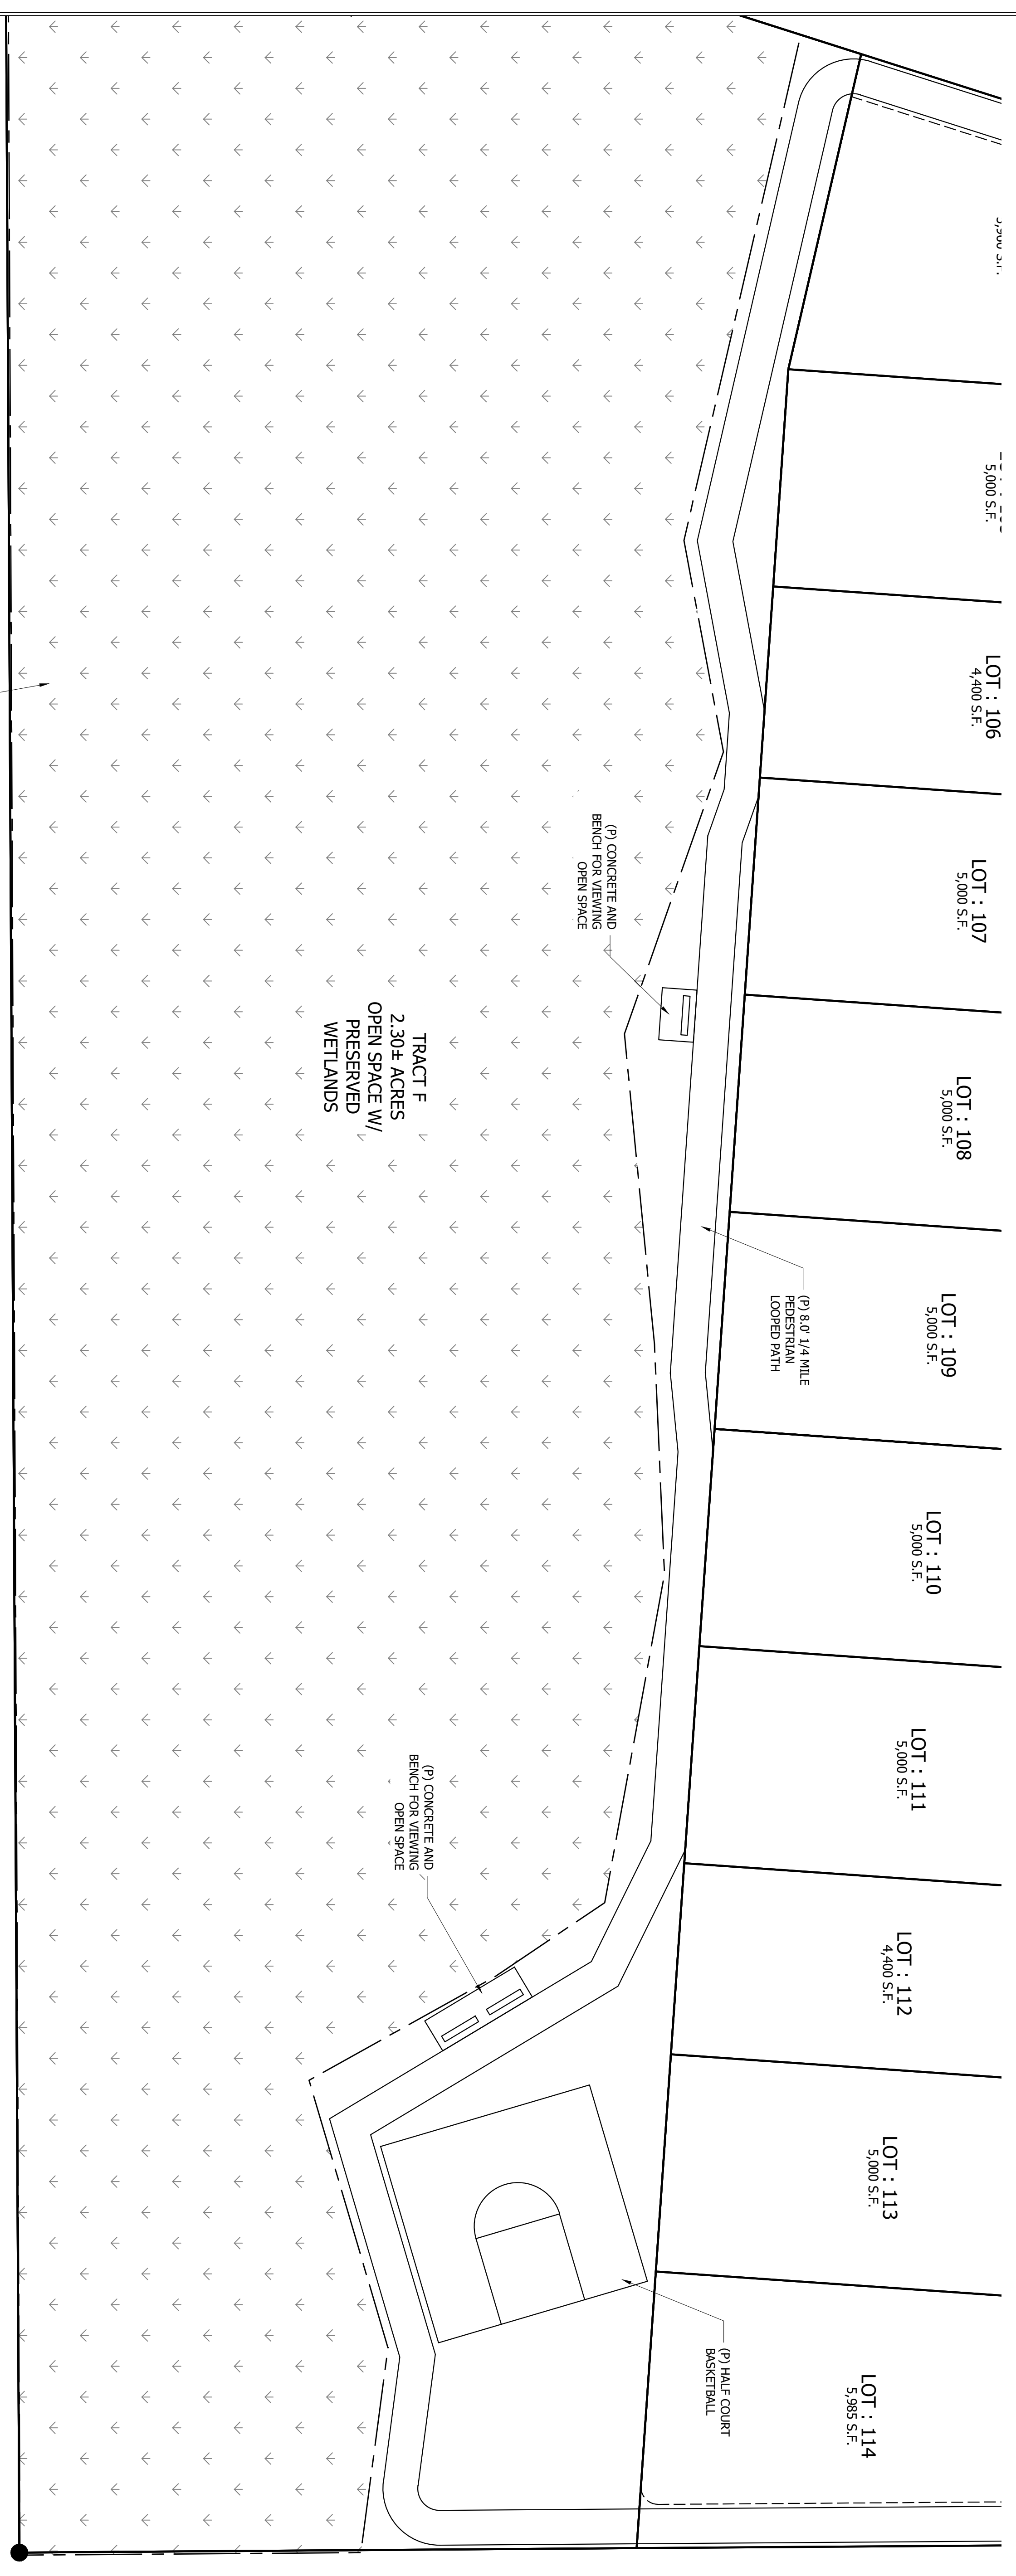 5,000 S.F.
LOT : 106
4,400 S.F.
LOT : 107
5,000 S.F.
LOT : 108
5,000 S.F.
LOT : 109
5,000 S.F.
LOT : 110
5,000 S.F.
LOT : 111
5,000 S.F.
LOT : 112
4,400 S.F.
LOT : 113
5,000 S.F.
LOT : 114
5,985 S.F.
(P) 8.0' 1/4 MILE
PEDESTRIAN
LOOPED PATH
(P) HALF COURT
BASKETBALL
(P) CONCRETE AND
BENCH FOR VIEWING
OPEN SPACE
TRACT F
2.30± ACRES
OPEN SPACE W/
PRESERVED
WETLANDS
(P) CONCRETE AND
BENCH FOR VIEWING
OPEN SPACE